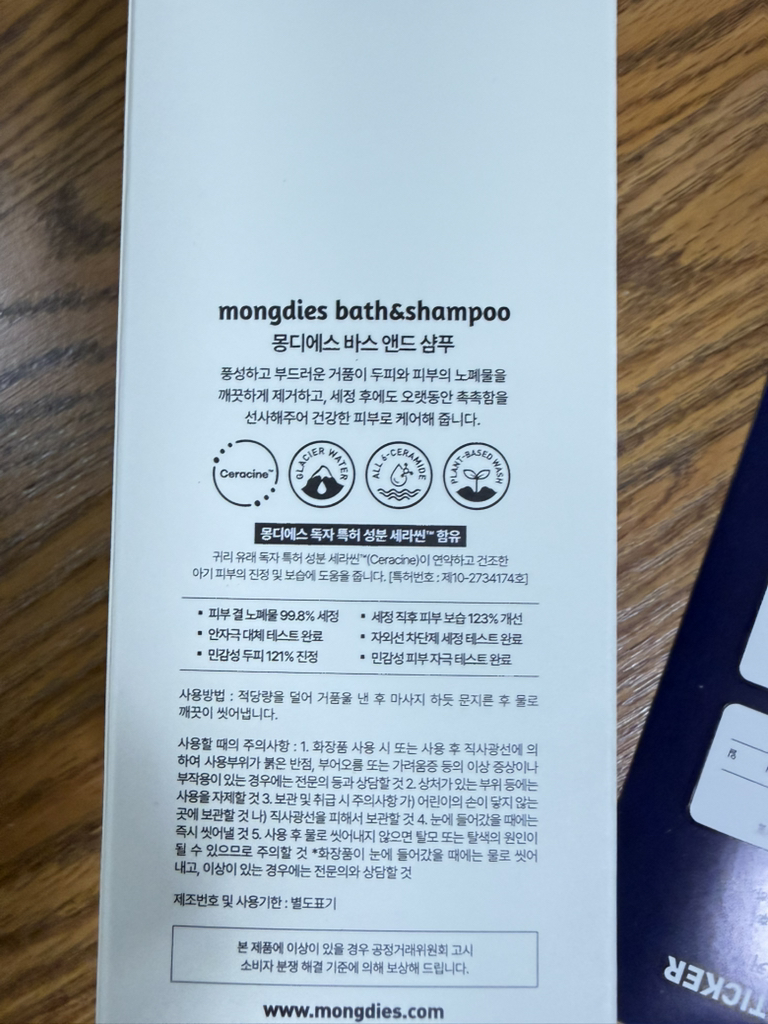 mongdies bath&shampoo
몽디에스 바스 앤드 샴푸
풍성하고 부드러운 거품이 두피와 피부의 노폐물을
깨끗하게 제거하고, 세정 후에도 오랫동안 촉촉함을
선사해주어 건강한 피부로 케어해 줍니다.
Ceracine™
GLACIER WATER
ALL 6-CERAMIDE
PLANT-BASED WASH
몽디에스 독자 특허 성분 세라씬™ 함유
귀리 유래 독자 특허 성분 세라씬™(Ceracine)이 연약하고 건조한
아기 피부의 진정 및 보습에 도움을 줍니다. [특허번호 : 제10-2734174호]
▪ 피부 결 노폐물 99.8% 세정
▪ 안자극 대체 테스트 완료
▪ 민감성 두피 121% 진정
▪ 세정 직후 피부 보습 123% 개선
▪ 자외선 차단제 세정 테스트 완료
▪ 민감성 피부 자극 테스트 완료
사용방법 : 적당량을 덜어 거품울 낸 후 마사지 하듯 문지른 후 물로
깨끗이 씻어냅니다.
사용할 때의 주의사항 : 1. 화장품 사용 시 또는 사용 후 직사광선에 의
하여 사용부위가 붉은 반점, 부어오름 또는 가려움증 등의 이상 증상이나
부작용이 있는 경우에는 전문의 등과 상담할 것 2. 상처가 있는 부위 등에는
사용을 자제할 것 3. 보관 및 취급 시 주의사항 가) 어린이의 손이 닿지 않는
곳에 보관할 것 나) 직사광선을 피해서 보관할 것 4. 눈에 들어갔을 때에는
즉시 씻어낼 것 5. 사용 후 물로 씻어내지 않으면 탈모 또는 탈색의 원인이
될 수 있으므로 주의할 것 *화장품이 눈에 들어갔을 때에는 물로 씻어
내고, 이상이 있는 경우에는 전문의와 상담할 것
제조번호 및 사용기한 : 별도표기
본 제품에 이상이 있을 경우 공정거래위원회 고시
소비자 분쟁 해결 기준에 의해 보상해 드립니다.
www.mongdies.com
TICKER